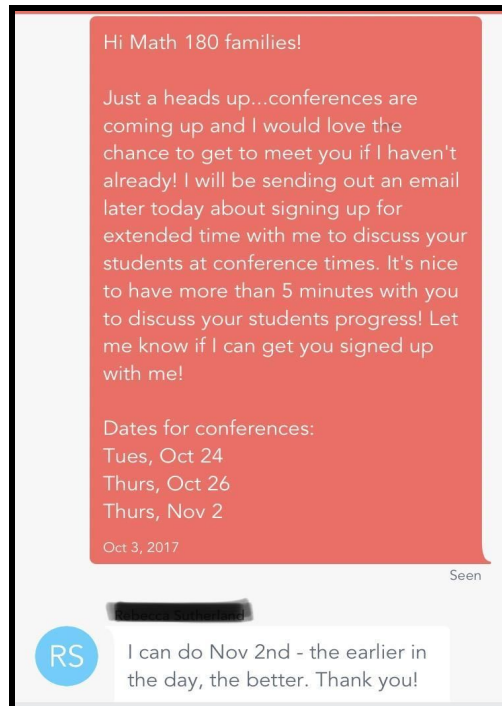 Hi Math 180 families!
Just a heads up...conferences are
coming up and I would love the
chance to get to meet you if I haven't
already! I will be sending out an email
later today about signing up for
extended time with me to discuss your
students at conference times. It's nice
to have more than 5 minutes with you
to discuss your students progress! Let
me know if I can get you signed up
with me!
Dates for conferences:
Tues, Oct 24
Thurs, Oct 26
Thurs, Nov 2
Oct 3, 2017
Seen
RS
I can do Nov 2nd - the earlier in
the day, the better. Thank you!